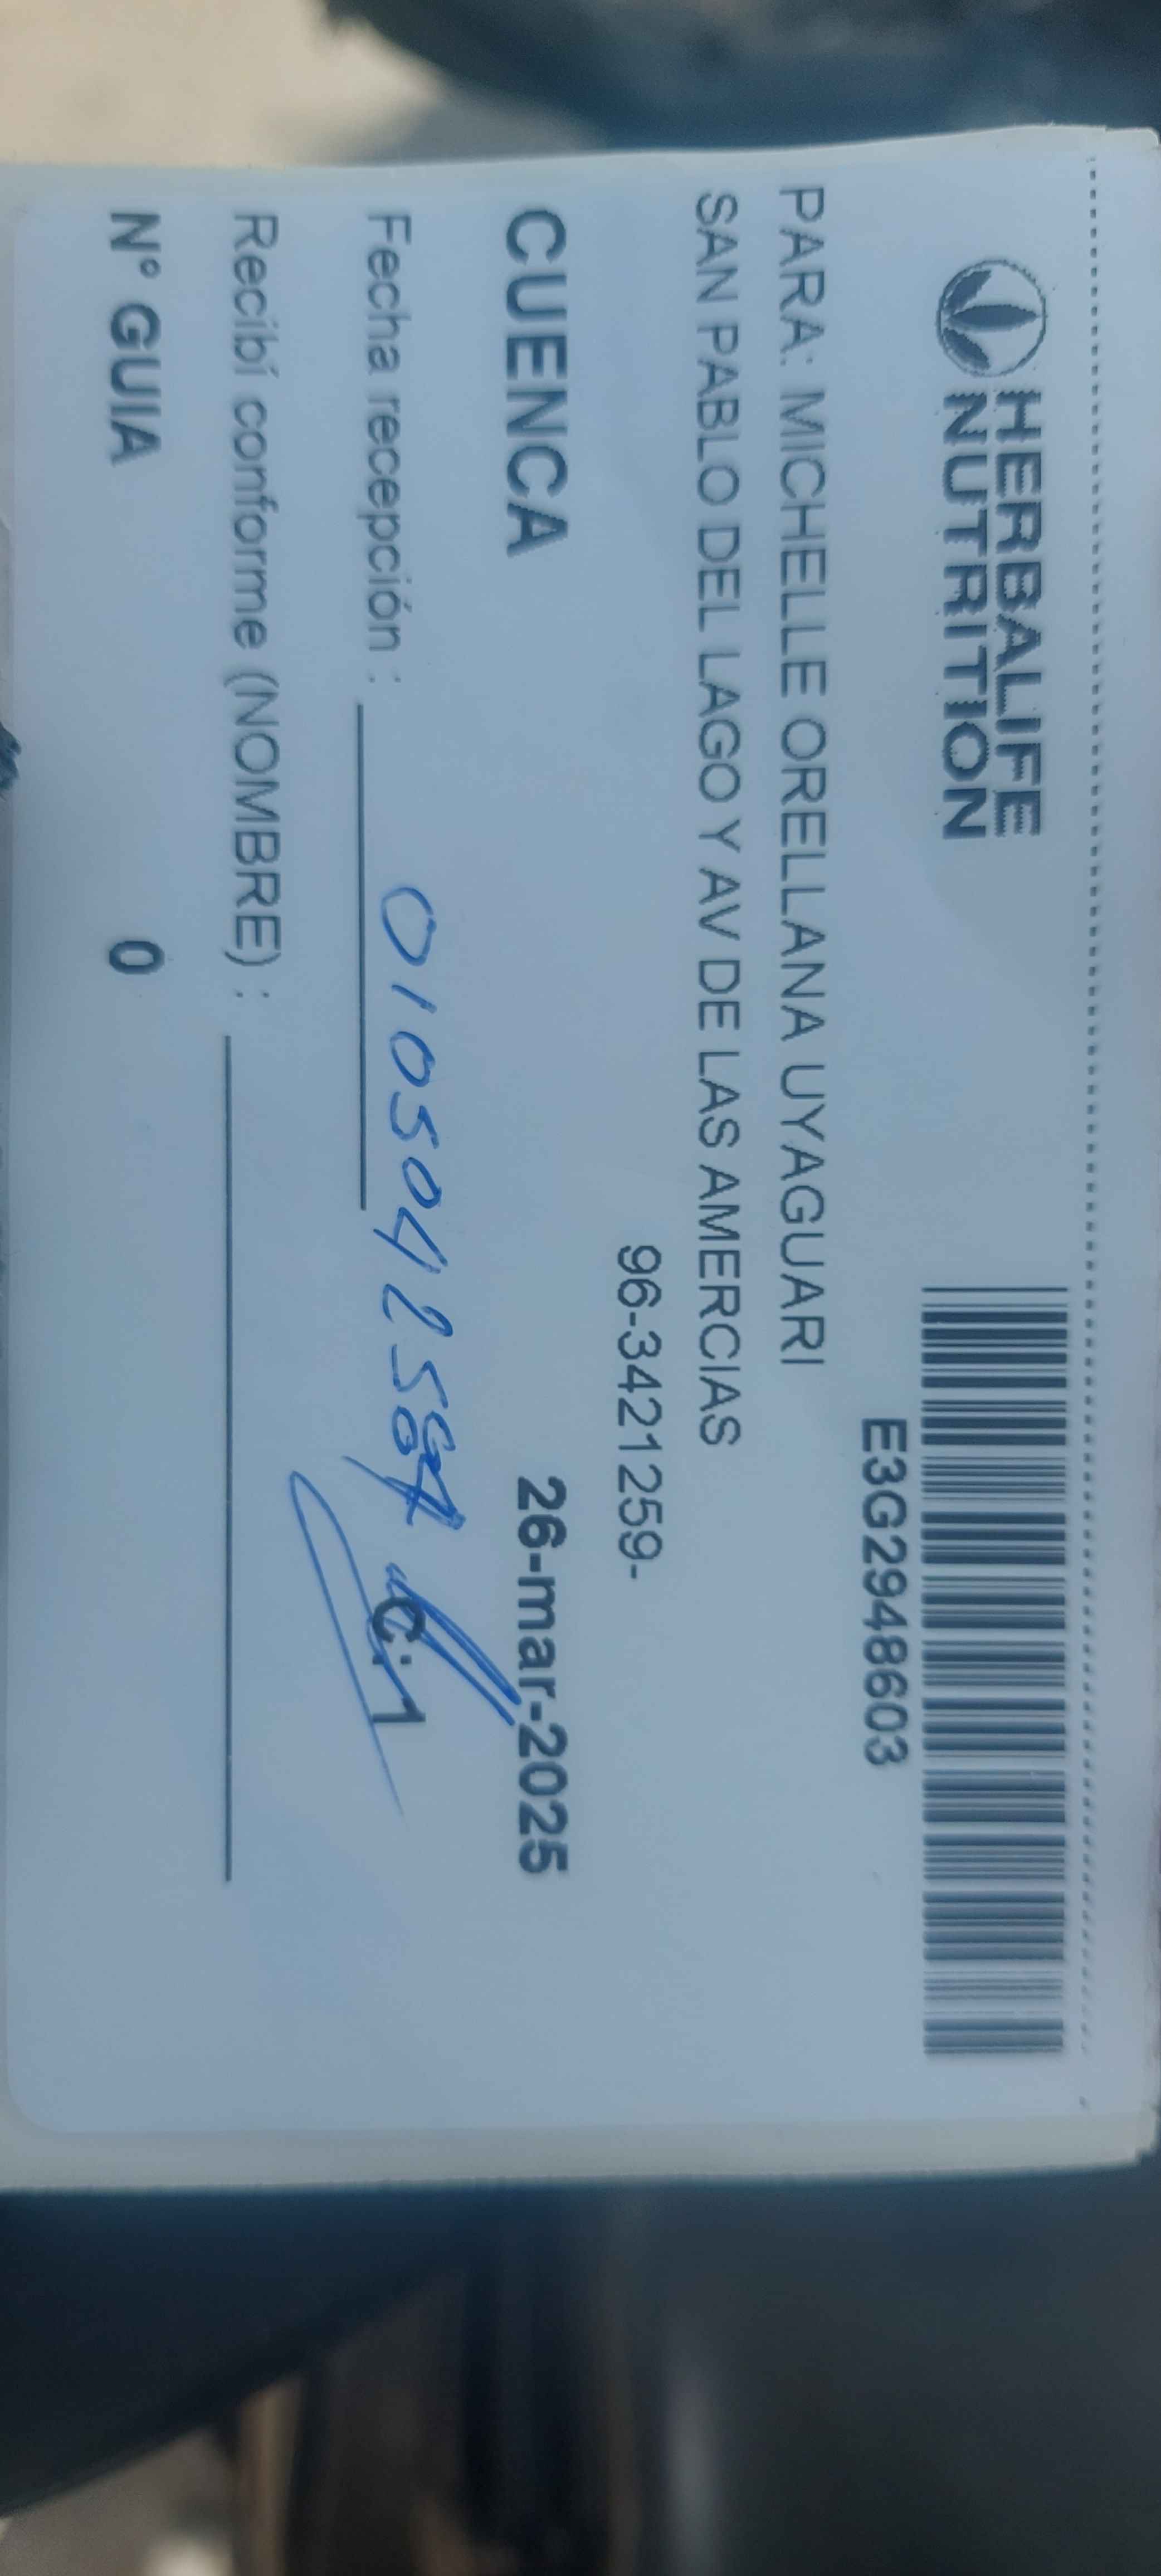 HERBALIFE
NUTRITION
E3G2948603
PARA: MICHELLE ORELLANA UYAGUARI
SAN PABLO DEL LAGO Y AV DE LAS AMERCIAS
96-3421259-
CUENCA 26-mar-2025
Fecha recepción :
Recibí conforme (NOMBRE) :
N° GUIA 0